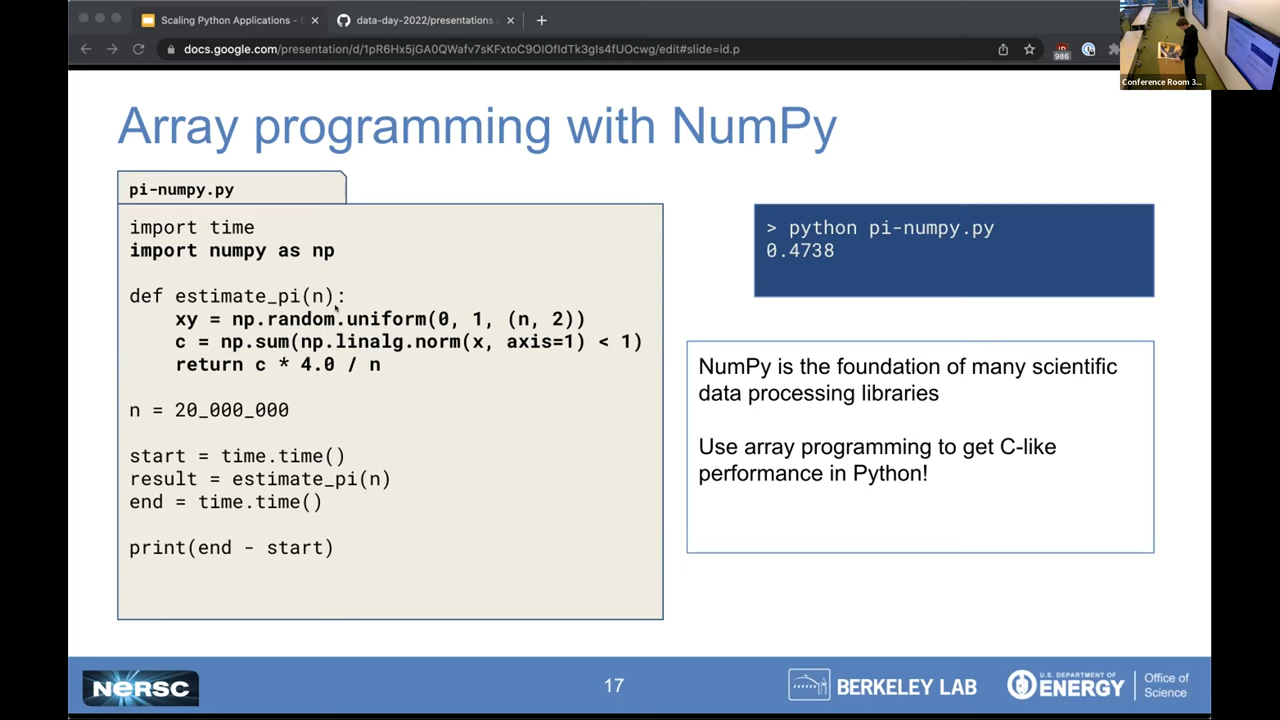 Scaling Python Applications -
data-day-2022/presentations
docs.google.com/presentation/d/1pR6Hx5jGA0QWafv7sKFxtoC9OIOfIdTk3gIs4fUOcwg/edit#slide=id.p
986
Conference Room 3...
Array programming with NumPy
pi-numpy.py
import time
import numpy as np
def estimate_pi(n):
xy = np.random.uniform(0, 1, (n, 2))
c = np.sum(np.linalg.norm(x, axis=1) < 1)
return c * 4.0 / n
n = 20_000_000
start = time.time()
result = estimate_pi(n)
end = time.time()
print(end - start)
> python pi-numpy.py
0.4738
NumPy is the foundation of many scientific
data processing libraries
Use array programming to get C-like
performance in Python!
NERSC
17
BERKELEY LAB
U.S. DEPARTMENT OF
ENERGY
Office of
Science